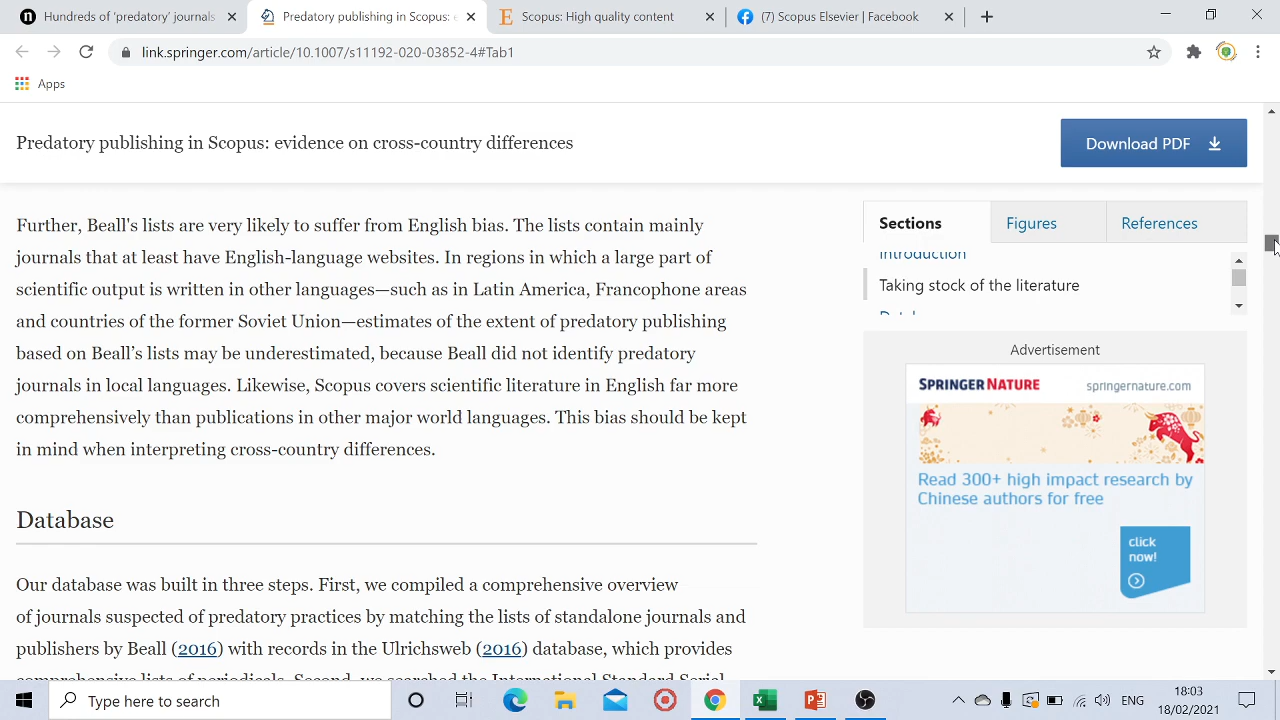 Hundreds of 'predatory' journals
Predatory publishing in Scopus: e
Scopus: High quality content
(7) Scopus Elsevier | Facebook
link.springer.com/article/10.1007/s11192-020-03852-4#Tab1
Apps
Predatory publishing in Scopus: evidence on cross-country differences
Download PDF
Further, Beall's lists are very likely to suffer from English bias. The lists contain mainly
journals that at least have English-language websites. In regions in which a large part of
scientific output is written in other languages—such as in Latin America, Francophone areas
and countries of the former Soviet Union—estimates of the extent of predatory publishing
based on Beall's lists may be underestimated, because Beall did not identify predatory
journals in local languages. Likewise, Scopus covers scientific literature in English far more
comprehensively than publications in other major world languages. This bias should be kept
in mind when interpreting cross-country differences.
Database
Our database was built in three steps. First, we compiled a comprehensive overview
of journals suspected of predatory practices by matching the lists of standalone journals and
publishers by Beall (2016) with records in the Ulrichsweb (2016) database, which provides
comprehensive lists of periodicals. Second, we searched the International Standard Serial
Sections
Figures
References
Introduction
Taking stock of the literature
Advertisement
SPRINGER NATURE
springernature.com
Read 300+ high impact research by
Chinese authors for free
click
now!
Type here to search
ENG
18:03
18/02/2021